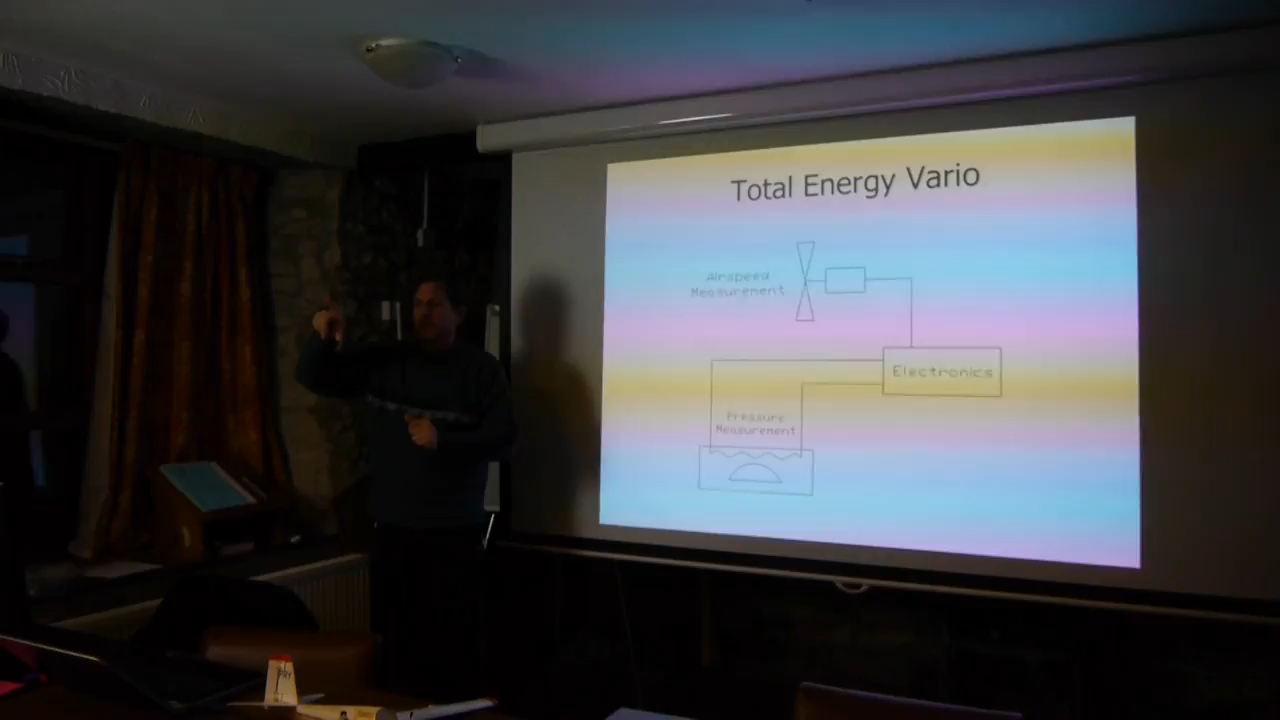 Total Energy Vario
Airspeed
Measurement
Electronics
Pressure
Measurement